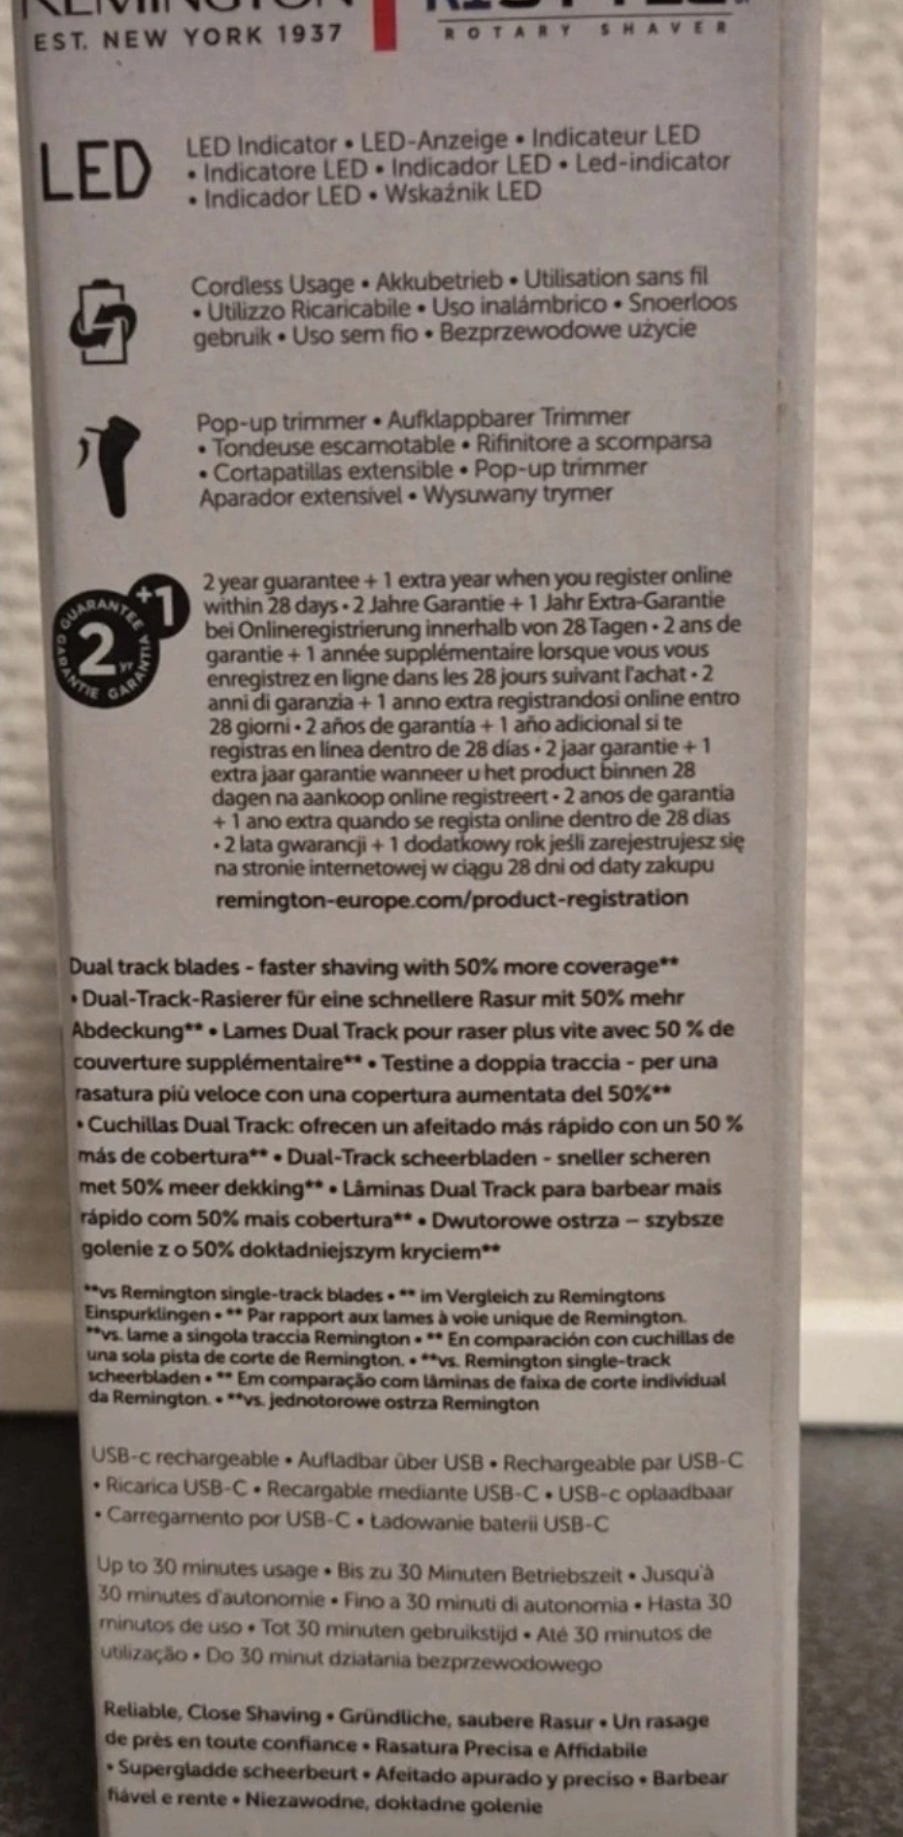 REMINGTON
EST. NEW YORK 1937
ROTARY SHAVER
LED
LED Indicator • LED-Anzeige • Indicateur LED
• Indicatore LED • Indicador LED • Led-indicator
• Indicador LED • Wskaźnik LED
Cordless Usage • Akkubetrieb • Utilisation sans fil
• Utilizzo Ricaricabile • Uso inalámbrico • Snoerloos
gebruik • Uso sem fio • Bezprzewodowe użycie
Pop-up trimmer • Aufklappbarer Trimmer
• Tondeuse escamotable • Rifinitore a scomparsa
• Cortapatillas extensible • Pop-up trimmer
Aparador extensível • Wysuwany trymer
GUARANTEE GARANTIA GARANTIE
2 yr
+1
2 year guarantee + 1 extra year when you register online
within 28 days • 2 Jahre Garantie + 1 Jahr Extra-Garantie
bei Onlineregistrierung innerhalb von 28 Tagen • 2 ans de
garantie + 1 année supplémentaire lorsque vous vous
enregistrez en ligne dans les 28 jours suivant l'achat • 2
anni di garanzia + 1 anno extra registrandosi online entro
28 giorni • 2 años de garantía + 1 año adicional si te
registras en línea dentro de 28 días • 2 jaar garantie + 1
extra jaar garantie wanneer u het product binnen 28
dagen na aankoop online registreert • 2 anos de garantia
+ 1 ano extra quando se regista online dentro de 28 dias
• 2 lata gwarancji + 1 dodatkowy rok jeśli zarejestrujesz się
na stronie internetowej w ciągu 28 dni od daty zakupu
remington-europe.com/product-registration
Dual track blades - faster shaving with 50% more coverage**
• Dual-Track-Rasierer für eine schnellere Rasur mit 50% mehr
Abdeckung** • Lames Dual Track pour raser plus vite avec 50 % de
couverture supplémentaire** • Testine a doppia traccia - per una
rasatura più veloce con una copertura aumentata del 50%**
• Cuchillas Dual Track: ofrecen un afeitado más rápido con un 50 %
más de cobertura** • Dual-Track scheerbladen - sneller scheren
met 50% meer dekking** • Lâminas Dual Track para barbear mais
rápido com 50% mais cobertura** • Dwutorowe ostrza – szybsze
golenie z o 50% dokładniejszym kryciem**
**vs Remington single-track blades • ** im Vergleich zu Remingtons
Einspurklingen • ** Par rapport aux lames à voie unique de Remington.
**vs. lame a singola traccia Remington • ** En comparación con cuchillas de
una sola pista de corte de Remington. • **vs. Remington single-track
scheerbladen • ** Em comparação com lâminas de faixa de corte individual
da Remington. • **vs. jednotorowe ostrza Remington
USB-c rechargeable • Aufladbar über USB • Rechargeable par USB-C
• Ricarica USB-C • Recargable mediante USB-C • USB-c oplaadbaar
• Carregamento por USB-C • Ładowanie baterii USB-C
Up to 30 minutes usage • Bis zu 30 Minuten Betriebszeit • Jusqu'à
30 minutes d'autonomie • Fino a 30 minuti di autonomia • Hasta 30
minutos de uso • Tot 30 minuten gebruikstijd • Até 30 minutos de
utilização • Do 30 minut działania bezprzewodowego
Reliable, Close Shaving • Gründliche, saubere Rasur • Un rasage
de près en toute confiance • Rasatura Precisa e Affidabile
• Supergladde scheerbeurt • Afeitado apurado y preciso • Barbear
fiável e rente • Niezawodne, dokładne golenie